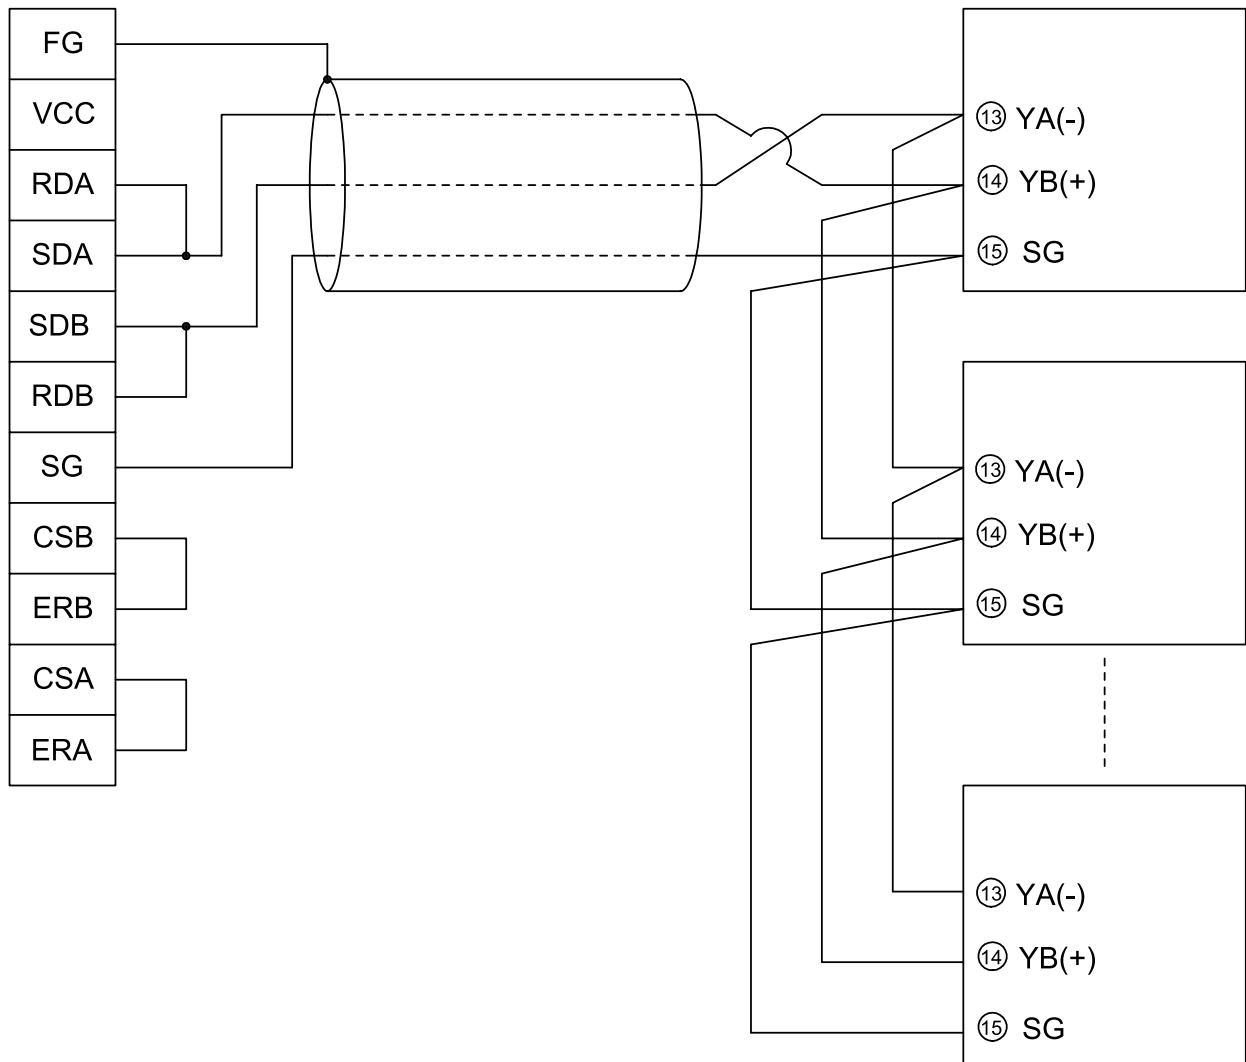 FG
VCC
RDA
SDA
SDB
RDB
SG
CSB
ERB
CSA
ERA
13 YA(-)
14 YB(+)
15 SG
13 YA(-)
14 YB(+)
15 SG
13 YA(-)
14 YB(+)
15 SG